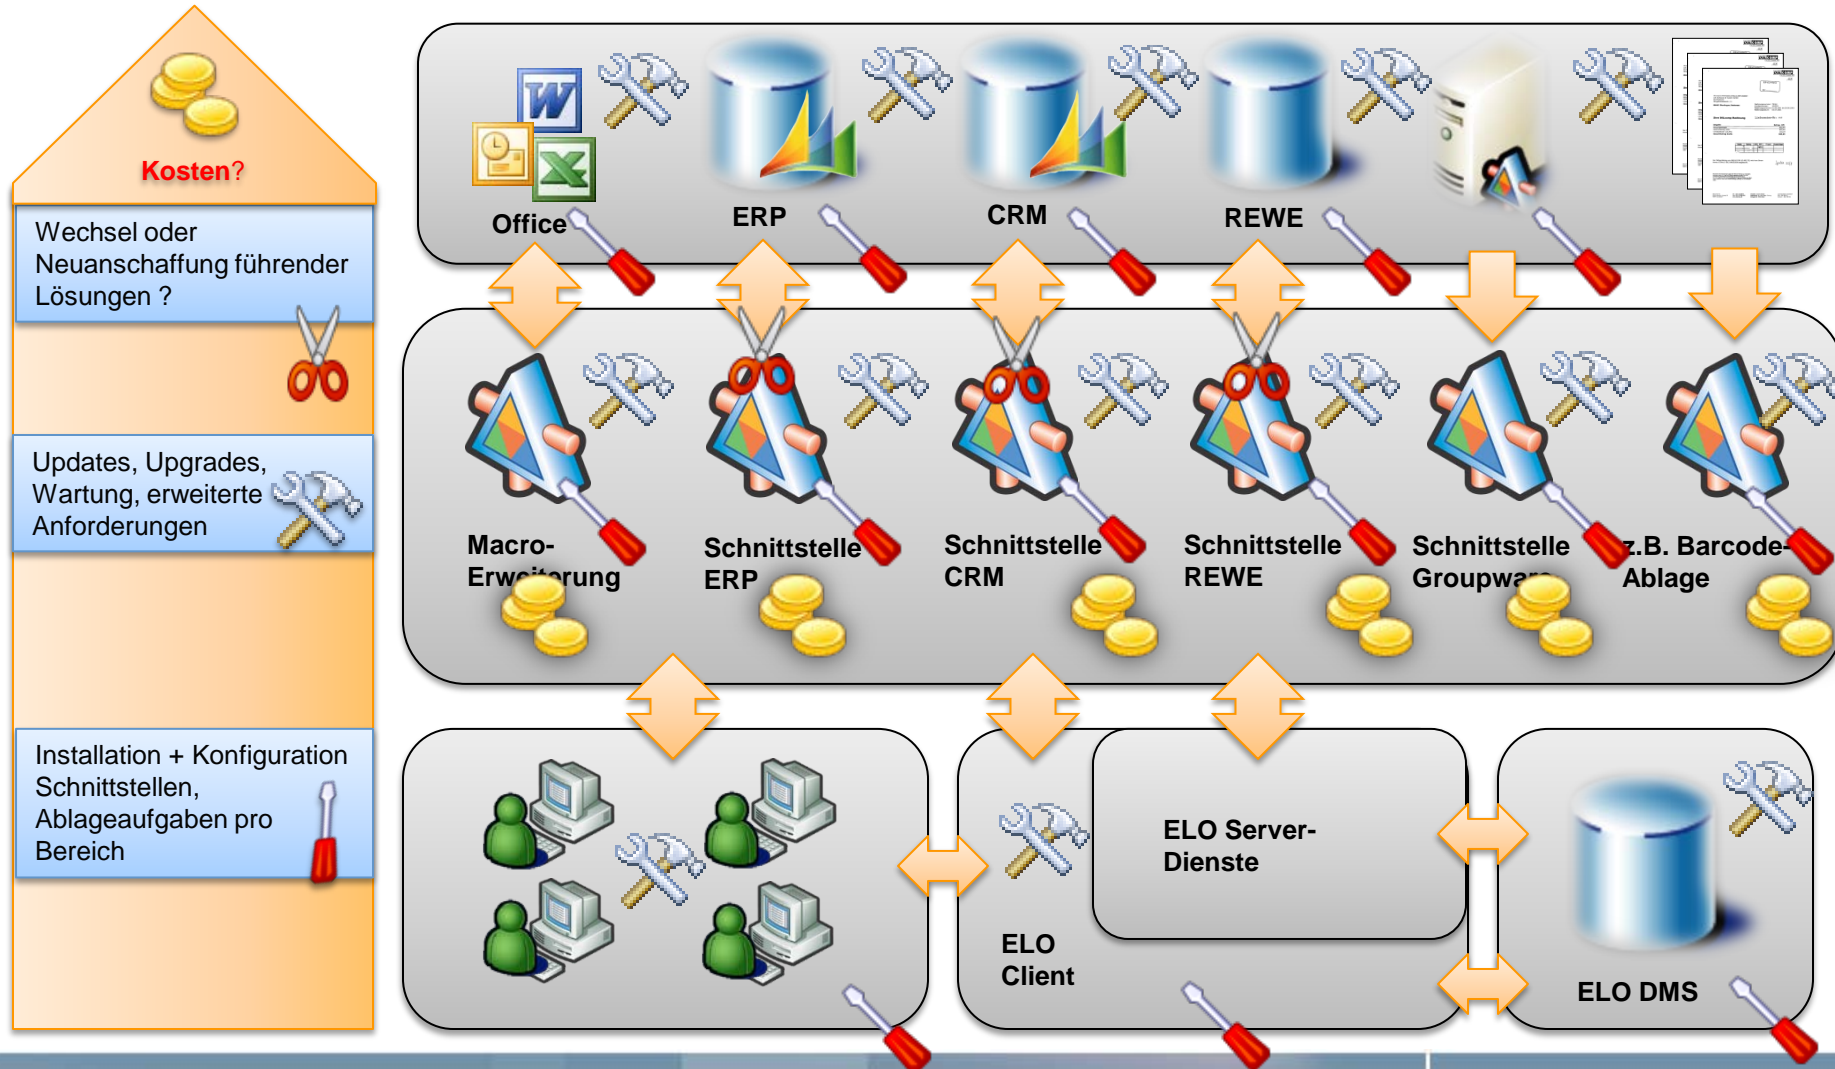 Kosten?
Wechsel oder
Neuanschaffung führender
Lösungen ?
Updates, Upgrades,
Wartung, erweiterte
Anforderungen
Installation + Konfiguration
Schnittstellen,
Ablageaufgaben pro
Bereich
Office
ERP
CRM
REWE
Macro-
Erweiterung
Schnittstelle
ERP
Schnittstelle
CRM
Schnittstelle
REWE
Schnittstelle
Groupware
z.B. Barcode-
Ablage
ELO Server-
Dienste
ELO
Client
ELO DMS